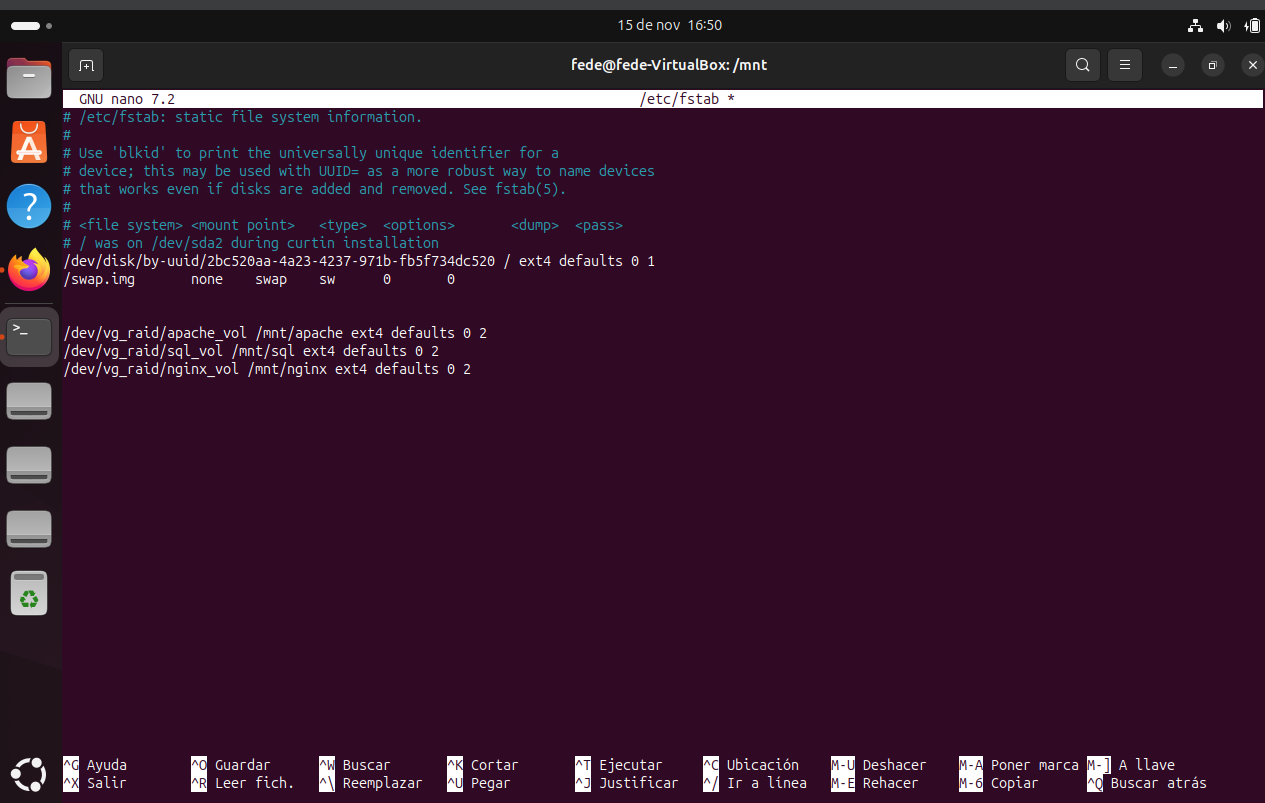 15 de nov 16:50
fede@fede-VirtualBox: /mnt
GNU nano 7.2 /etc/fstab *
# /etc/fstab: static file system information.
#
# Use 'blkid' to print the universally unique identifier for a
# device; this may be used with UUID= as a more robust way to name devices
# that works even if disks are added and removed. See fstab(5).
#
# <file system> <mount point>   <type>  <options>       <dump>  <pass>
# / was on /dev/sda2 during curtin installation
/dev/disk/by-uuid/2bc520aa-4a23-4237-971b-fb5f734dc520 / ext4 defaults 0 1
/swap.img       none    swap    sw      0       0
/dev/vg_raid/apache_vol /mnt/apache ext4 defaults 0 2
/dev/vg_raid/sql_vol /mnt/sql ext4 defaults 0 2
/dev/vg_raid/nginx_vol /mnt/nginx ext4 defaults 0 2
^G Ayuda ^O Guardar ^W Buscar ^K Cortar ^T Ejecutar ^C Ubicación M-U Deshacer M-A Poner marca M-] A llave
^X Salir ^R Leer fich. ^\ Reemplazar ^U Pegar ^J Justificar ^/ Ir a línea M-E Rehacer M-6 Copiar ^Q Buscar atrás